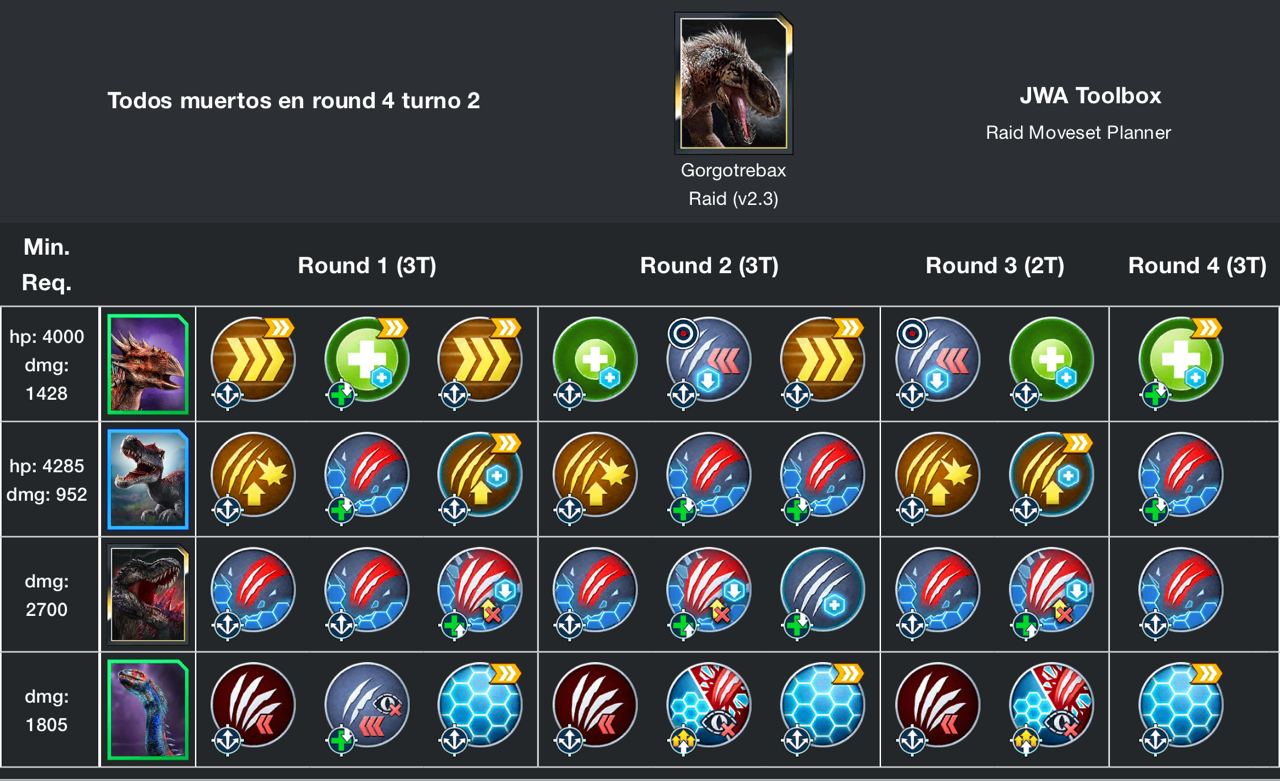 Todos muertos en round 4 turno 2
Gorgotrebax
Raid (v2.3)
JWA Toolbox
Raid Moveset Planner
Min.
Req.
Round 1 (3T)
Round 2 (3T)
Round 3 (2T)
Round 4 (3T)
hp: 4000
dmg:
1428
hp: 4285
dmg: 952
dmg:
2700
dmg:
1805